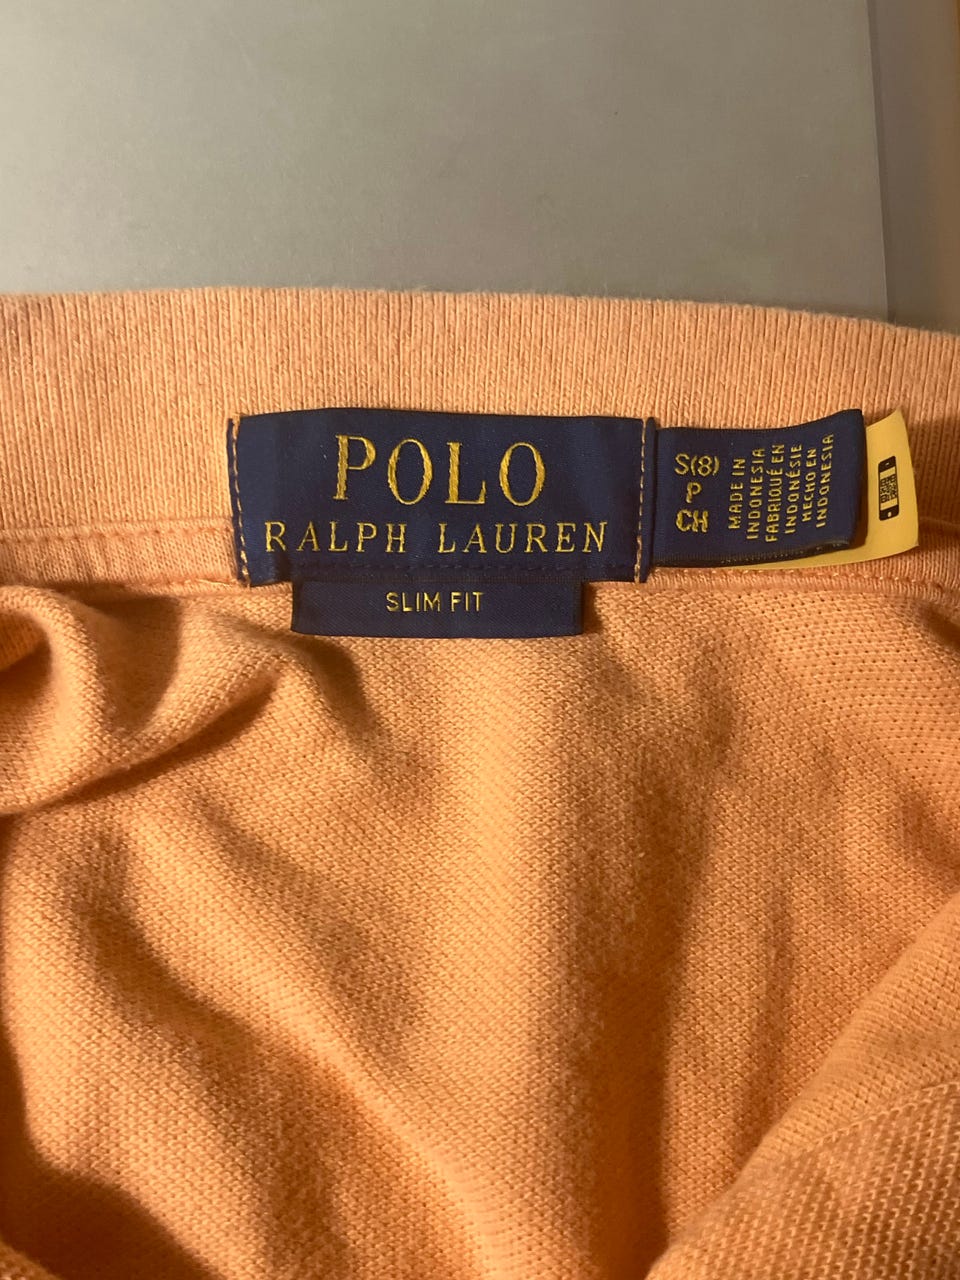 POLO
RALPH LAUREN
SLIM FIT
S(8)
P
CH
MADE IN
INDONESIA
FABRIQUÉ EN
INDONÉSIE
HECHO EN
INDONESIA